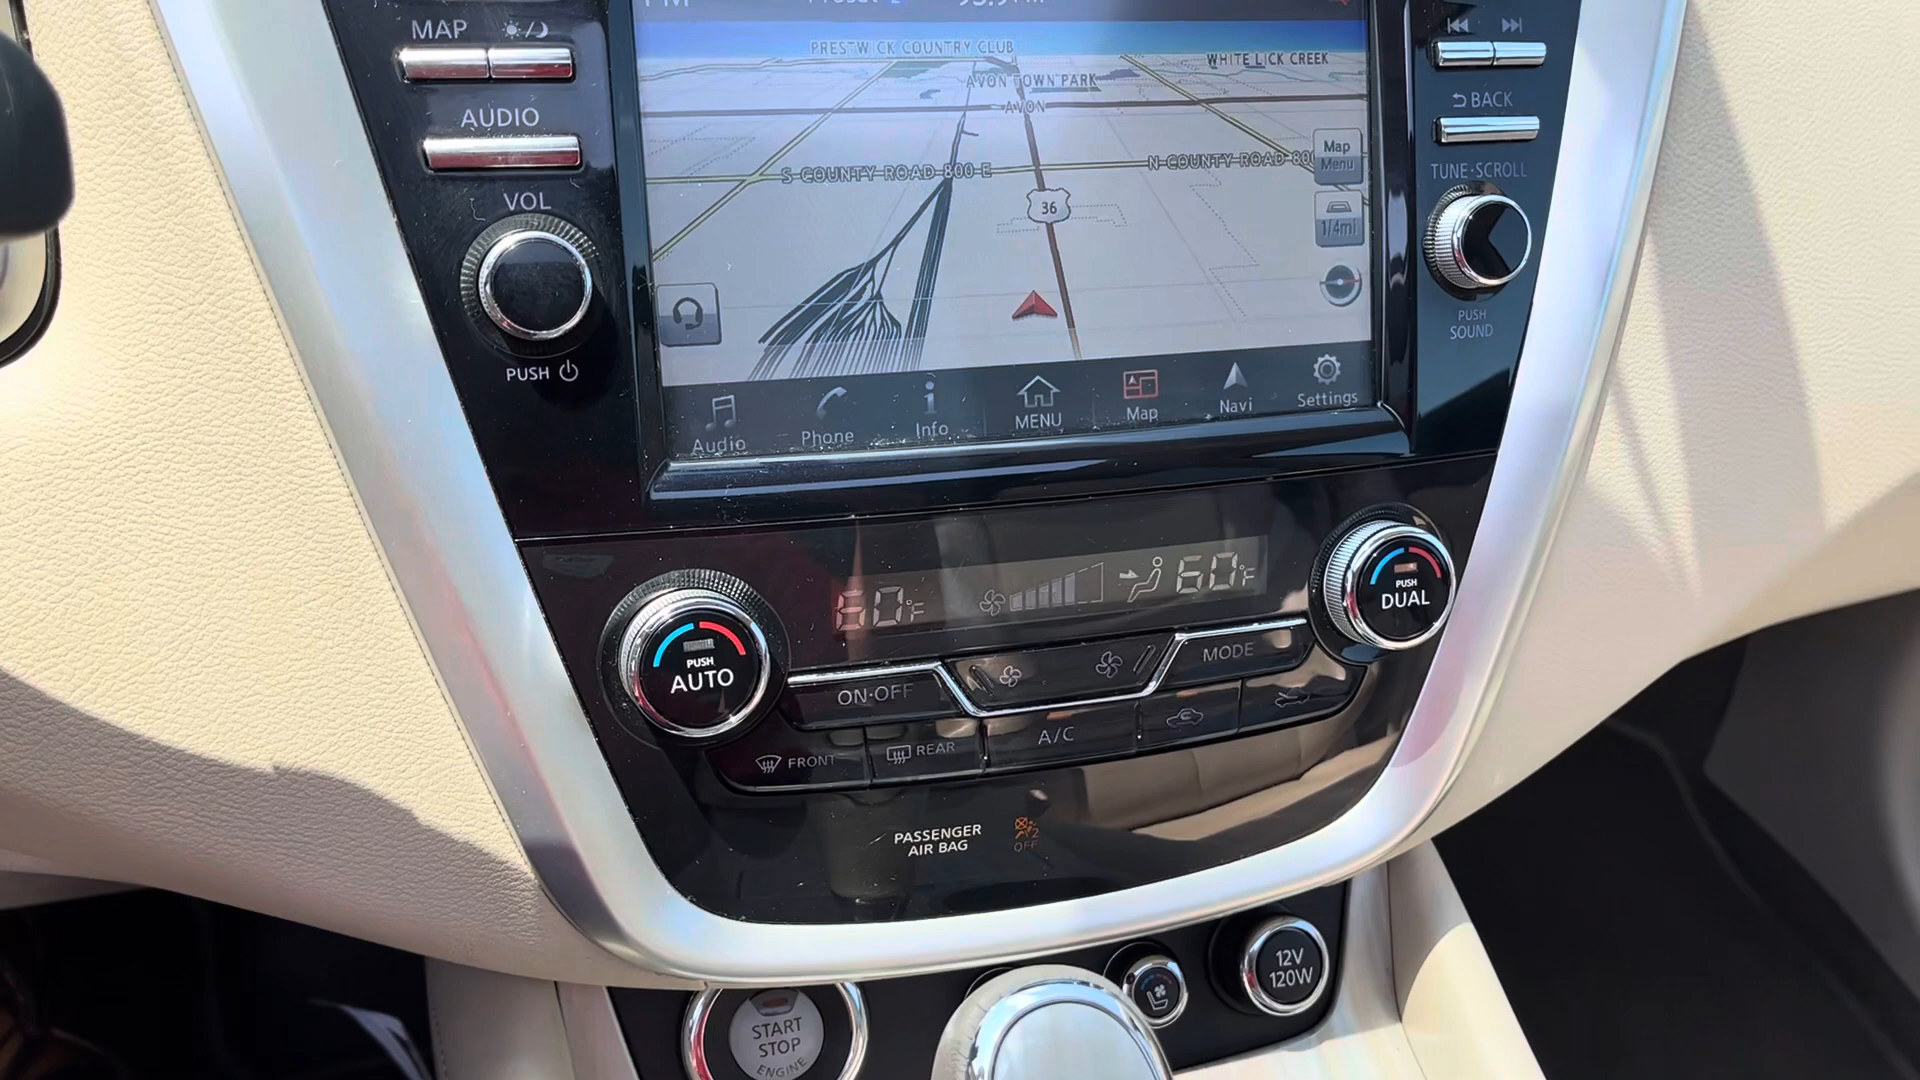 MAP
AUDIO
VOL
PUSH
PRESTWICK COUNTRY CLUB
WHITE LICK CREEK
AVON TOWN PARK
AVON
S COUNTY ROAD 800 E
N COUNTY ROAD 800
36
Map
Menu
1/4mi
Audio
Phone
Info
MENU
Map
Navi
Settings
BACK
TUNE·SCROLL
PUSH
SOUND
60°F
60°F
PUSH
AUTO
PUSH
DUAL
ON·OFF
MODE
FRONT
REAR
A/C
PASSENGER
AIR BAG
2
OFF
START
STOP
ENGINE
12V
120W